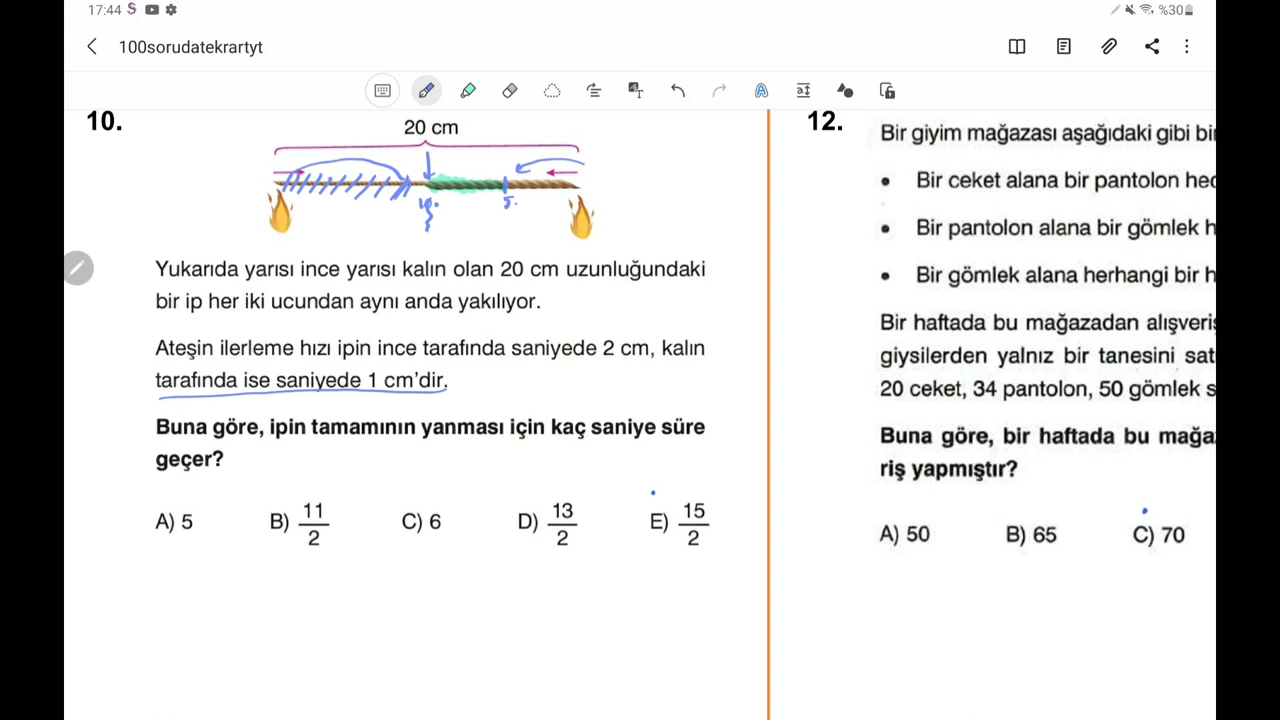 17:44 S
%30
100sorudatekrartyt
10.
20 cm
10.
5.
Yukarıda yarısı ince yarısı kalın olan 20 cm uzunluğundaki
bir ip her iki ucundan aynı anda yakılıyor.
Ateşin ilerleme hızı ipin ince tarafında saniyede 2 cm, kalın
tarafında ise saniyede 1 cm'dir.
Buna göre, ipin tamamının yanması için kaç saniye süre
geçer?
A) 5 B) 11/2 C) 6 D) 13/2 E) 15/2
12.
Bir giyim mağazası aşağıdaki gibi bir
• Bir ceket alana bir pantolon hed
• Bir pantolon alana bir gömlek h
• Bir gömlek alana herhangi bir h
Bir haftada bu mağazadan alışveriş
giysilerden yalnız bir tanesini sat
20 ceket, 34 pantolon, 50 gömlek s
Buna göre, bir haftada bu mağa
riş yapmıştır?
A) 50 B) 65 C) 70